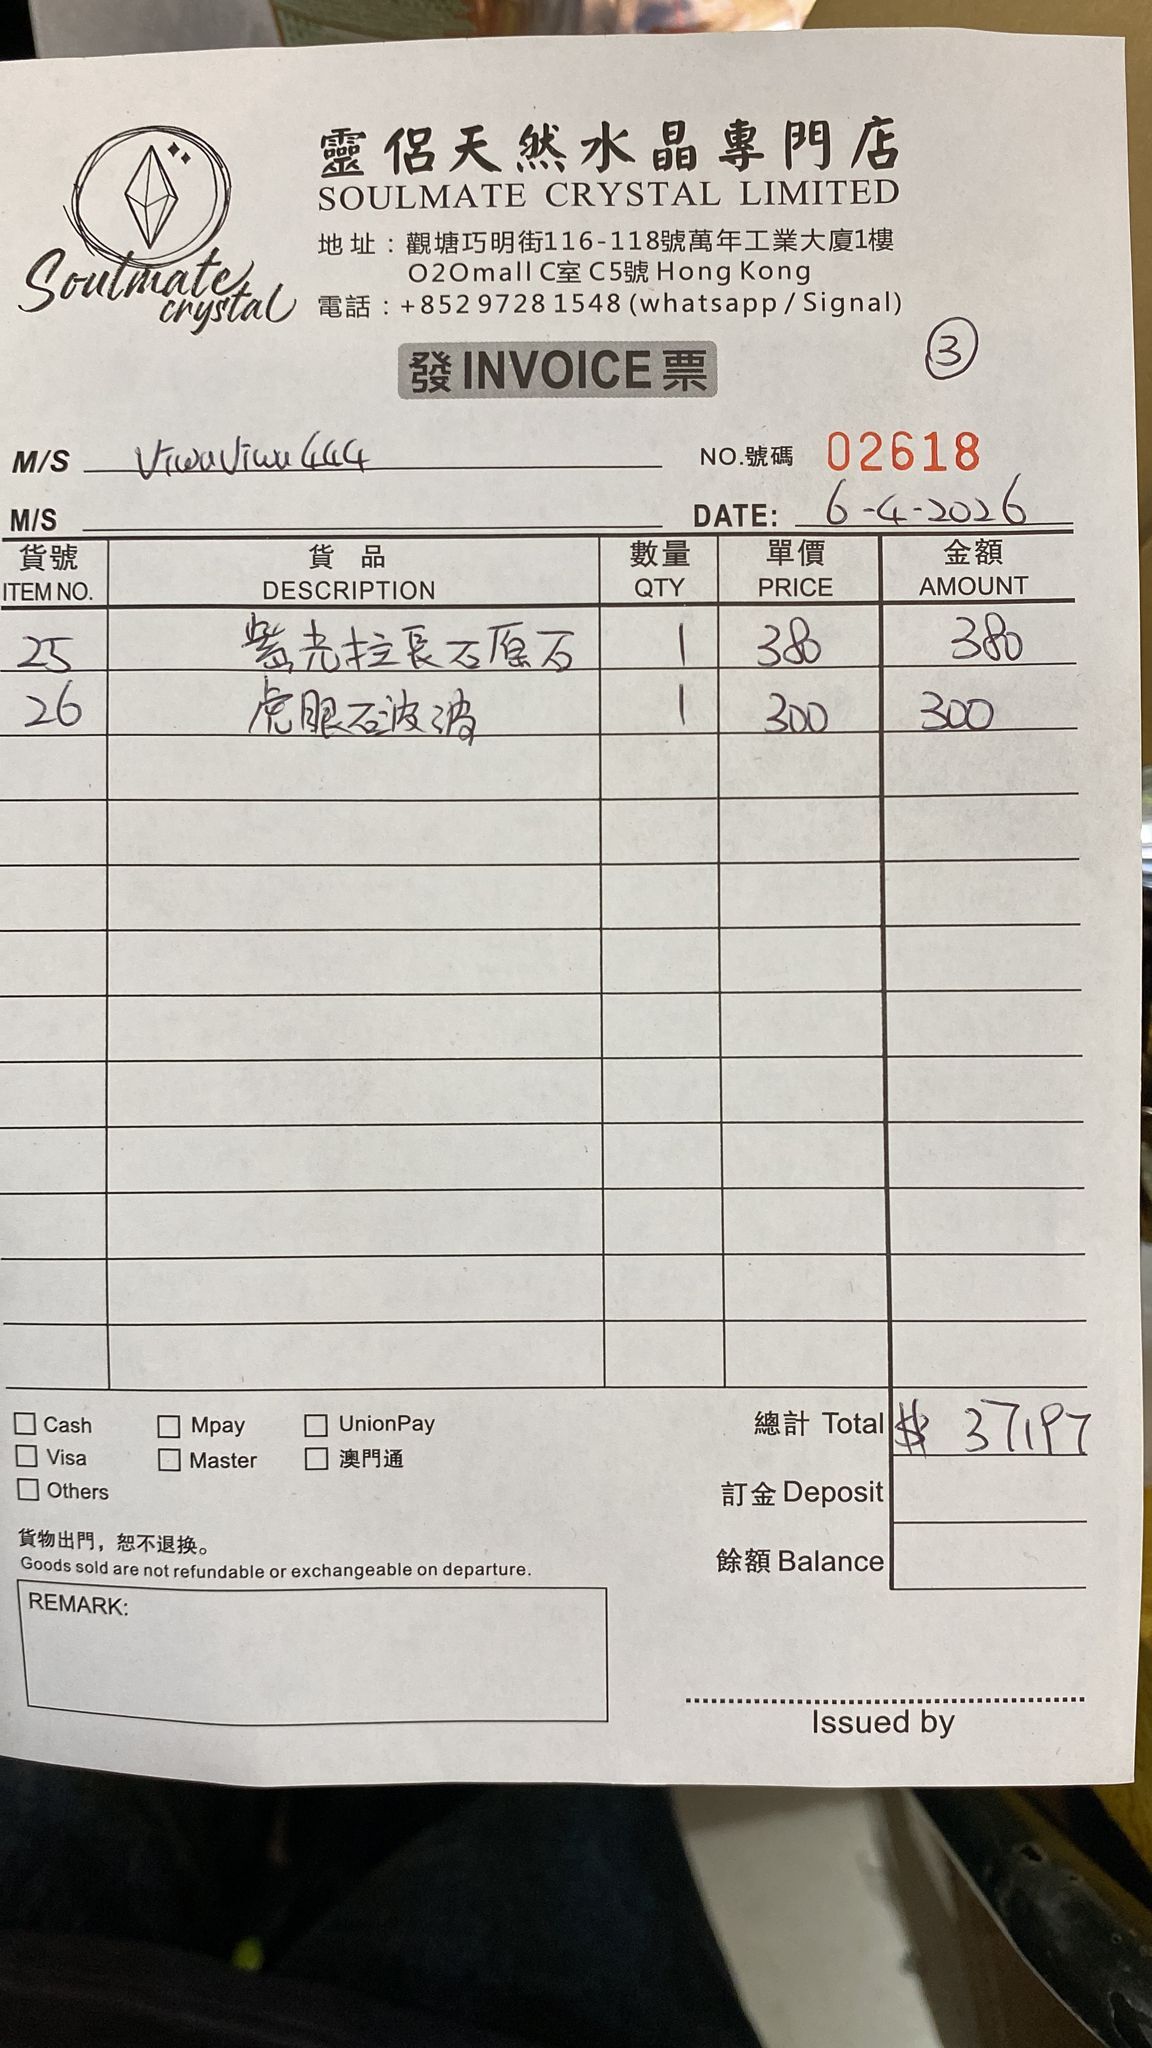 靈侶天然水晶專門店
SOULMATE CRYSTAL LIMITED
Soulmate crystal
地址：觀塘巧明街116-118號萬年工業大廈1樓
O2Omall C室 C5號 Hong Kong
電話：+852 9728 1548 (whatsapp / Signal)
③
發 INVOICE 票
M/S ViwuViwu444 NO.號碼 02618
M/S DATE: 6-4-2026
貨號 貨品 數量 單價 金額
ITEM NO. DESCRIPTION QTY PRICE AMOUNT
25 紫光拉長石原石 1 380 380
26 虎眼石波波 1 300 300
Cash Mpay UnionPay 總計 Total $ 37197
Visa Master 澳門通
Others 訂金 Deposit
貨物出門，恕不退換。
Goods sold are not refundable or exchangeable on departure.
餘額 Balance
REMARK:
Issued by